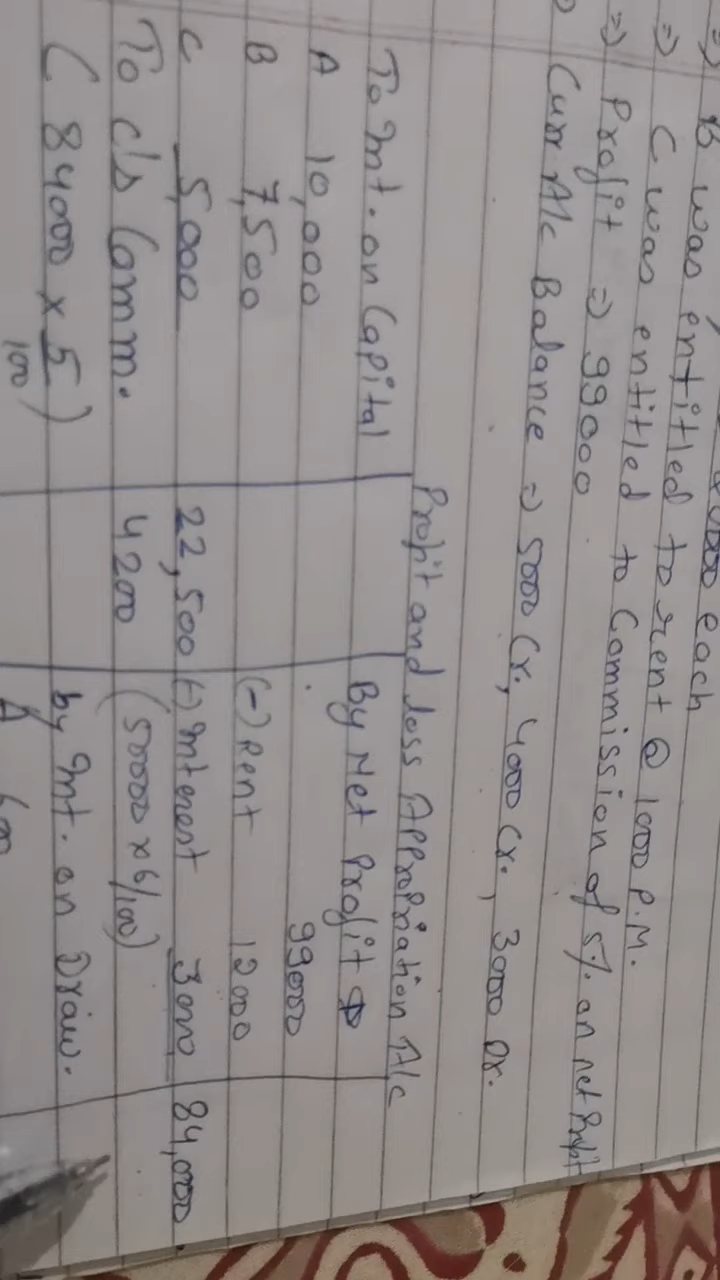 B was entitled to rent @ 1000 P.M.
⇒ C was entitled to Commission of 5% on net Profit
⇒ Profit ⇒ 99000
Curr A/c Balance ⇒ 5000 Cr., 4000 Cr., 3000 Dr.
Profit and loss Appropriation A/c
To Int. on Capital
By Net Profit
A 10,000
99000
B 7,500
(-) Rent 12000
C 5,000 22,500
(-) Interest 3000 84,000
To C's Comm. 4200
(50000 x 6/100)
(84000 x 5/100)
by Int. on Draw.
A 600